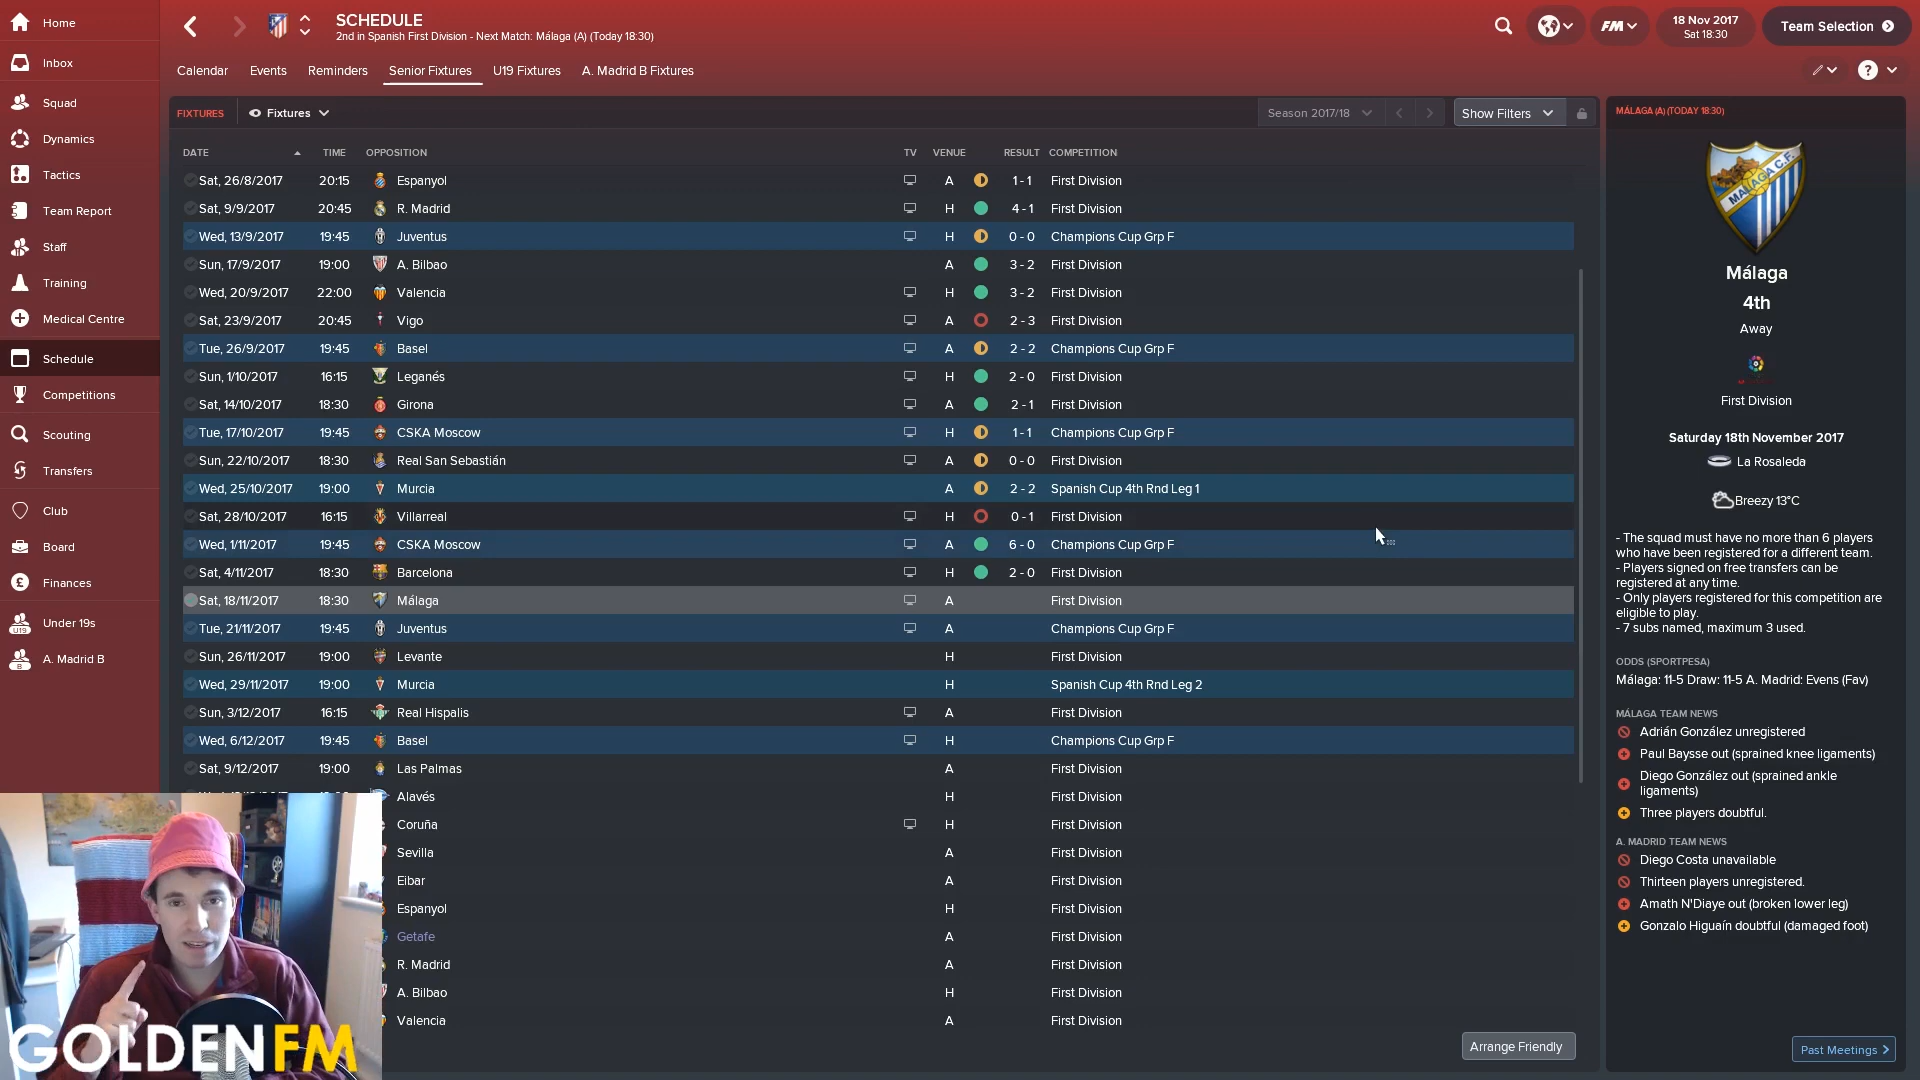 Home
Inbox
Squad
Dynamics
Tactics
Team Report
Staff
Training
Medical Centre
Schedule
Competitions
Scouting
Transfers
Club
Board
£ Finances
U19 Under 19s
B A. Madrid B
SCHEDULE
2nd in Spanish First Division - Next Match: Málaga (A) (Today 18:30)
FM
18 Nov 2017
Sat 18:30
Team Selection
Calendar Events Reminders Senior Fixtures U19 Fixtures A. Madrid B Fixtures
?
FIXTURES Fixtures Season 2017/18 Show Filters
DATE TIME OPPOSITION TV VENUE RESULT COMPETITION
Sat, 26/8/2017 20:15 Espanyol A 1 - 1 First Division
Sat, 9/9/2017 20:45 R. Madrid H 4 - 1 First Division
Wed, 13/9/2017 19:45 Juventus H 0 - 0 Champions Cup Grp F
Sun, 17/9/2017 19:00 A. Bilbao A 3 - 2 First Division
Wed, 20/9/2017 22:00 Valencia H 3 - 2 First Division
Sat, 23/9/2017 20:45 Vigo A 2 - 3 First Division
Tue, 26/9/2017 19:45 Basel A 2 - 2 Champions Cup Grp F
Sun, 1/10/2017 16:15 Leganés H 2 - 0 First Division
Sat, 14/10/2017 18:30 Girona A 2 - 1 First Division
Tue, 17/10/2017 19:45 CSKA Moscow H 1 - 1 Champions Cup Grp F
Sun, 22/10/2017 18:30 Real San Sebastián A 0 - 0 First Division
Wed, 25/10/2017 19:00 Murcia A 2 - 2 Spanish Cup 4th Rnd Leg 1
Sat, 28/10/2017 16:15 Villarreal H 0 - 1 First Division
Wed, 1/11/2017 19:45 CSKA Moscow A 6 - 0 Champions Cup Grp F
Sat, 4/11/2017 18:30 Barcelona H 2 - 0 First Division
Sat, 18/11/2017 18:30 Málaga A First Division
Tue, 21/11/2017 19:45 Juventus A Champions Cup Grp F
Sun, 26/11/2017 19:00 Levante H First Division
Wed, 29/11/2017 19:00 Murcia H Spanish Cup 4th Rnd Leg 2
Sun, 3/12/2017 16:15 Real Hispalis A First Division
Wed, 6/12/2017 19:45 Basel H Champions Cup Grp F
Sat, 9/12/2017 19:00 Las Palmas A First Division
Alavés H First Division
Coruña H First Division
Sevilla A First Division
Eibar A First Division
Espanyol H First Division
Getafe A First Division
R. Madrid A First Division
A. Bilbao H First Division
Valencia A First Division
Arrange Friendly
MÁLAGA (A) (TODAY 18:30)
MALAGA C.F.
Málaga
4th
Away
First Division
Saturday 18th November 2017
La Rosaleda
Breezy 13°C
- The squad must have no more than 6 players
who have been registered for a different team.
- Players signed on free transfers can be
registered at any time.
- Only players registered for this competition are
eligible to play.
- 7 subs named, maximum 3 used.
ODDS (SPORTPESA)
Málaga: 11-5 Draw: 11-5 A. Madrid: Evens (Fav)
MÁLAGA TEAM NEWS
Adrián González unregistered
Paul Baysse out (sprained knee ligaments)
Diego González out (sprained ankle
ligaments)
Three players doubtful.
A. MADRID TEAM NEWS
Diego Costa unavailable
Thirteen players unregistered.
Amath N'Diaye out (broken lower leg)
Gonzalo Higuaín doubtful (damaged foot)
Past Meetings
GOLDENFM